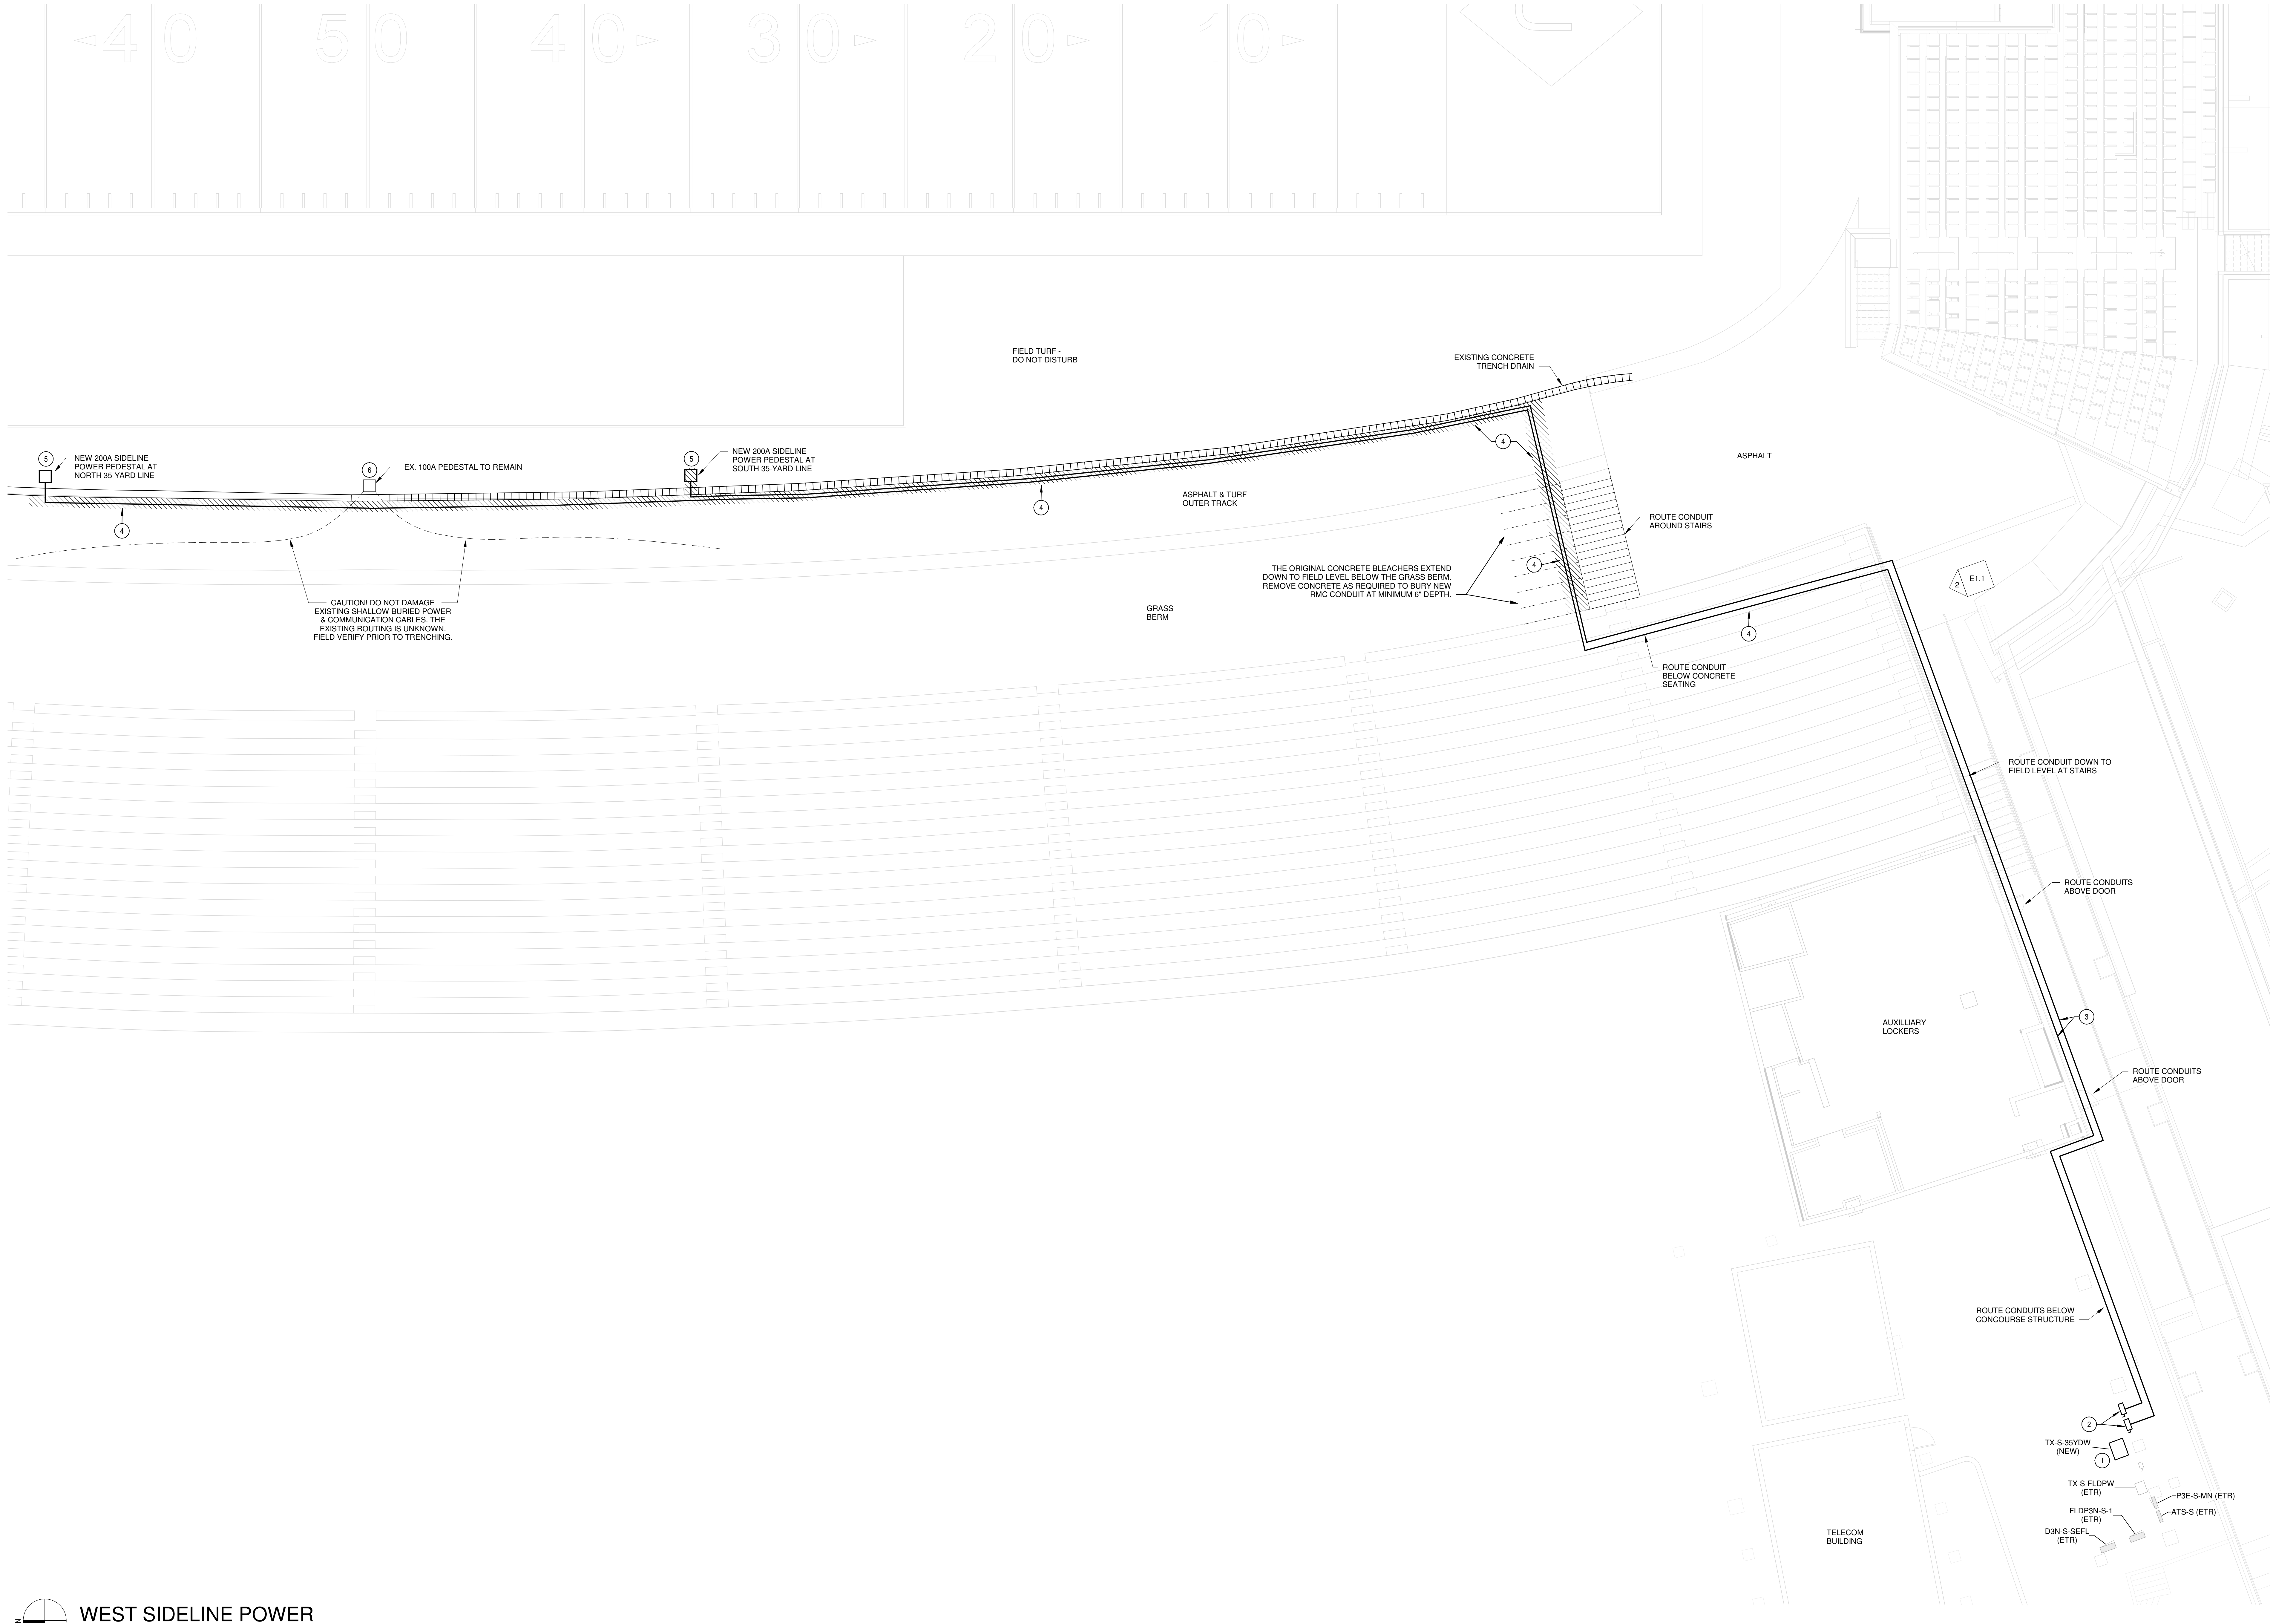 40
50
40
30
20
10
FIELD TURF -
DO NOT DISTURB
EXISTING CONCRETE
TRENCH DRAIN
5
NEW 200A SIDELINE
POWER PEDESTAL AT
NORTH 35-YARD LINE
6
EX. 100A PEDESTAL TO REMAIN
5
NEW 200A SIDELINE
POWER PEDESTAL AT
SOUTH 35-YARD LINE
4
ASPHALT
4
4
ASPHALT & TURF
OUTER TRACK
ROUTE CONDUIT
AROUND STAIRS
4
THE ORIGINAL CONCRETE BLEACHERS EXTEND
DOWN TO FIELD LEVEL BELOW THE GRASS BERM.
REMOVE CONCRETE AS REQUIRED TO BURY NEW
RMC CONDUIT AT MINIMUM 6" DEPTH.
2
E1.1
CAUTION! DO NOT DAMAGE
EXISTING SHALLOW BURIED POWER
& COMMUNICATION CABLES. THE
EXISTING ROUTING IS UNKNOWN.
FIELD VERIFY PRIOR TO TRENCHING.
GRASS
BERM
4
ROUTE CONDUIT
BELOW CONCRETE
SEATING
ROUTE CONDUIT DOWN TO
FIELD LEVEL AT STAIRS
ROUTE CONDUITS
ABOVE DOOR
3
AUXILLIARY
LOCKERS
ROUTE CONDUITS
ABOVE DOOR
ROUTE CONDUITS BELOW
CONCOURSE STRUCTURE
2
TX-S-35YDW
(NEW)
1
TX-S-FLDPW
(ETR)
P3E-S-MN (ETR)
FLDP3N-S-1
(ETR)
ATS-S (ETR)
D3N-S-SEFL
(ETR)
TELECOM
BUILDING
N
WEST SIDELINE POWER